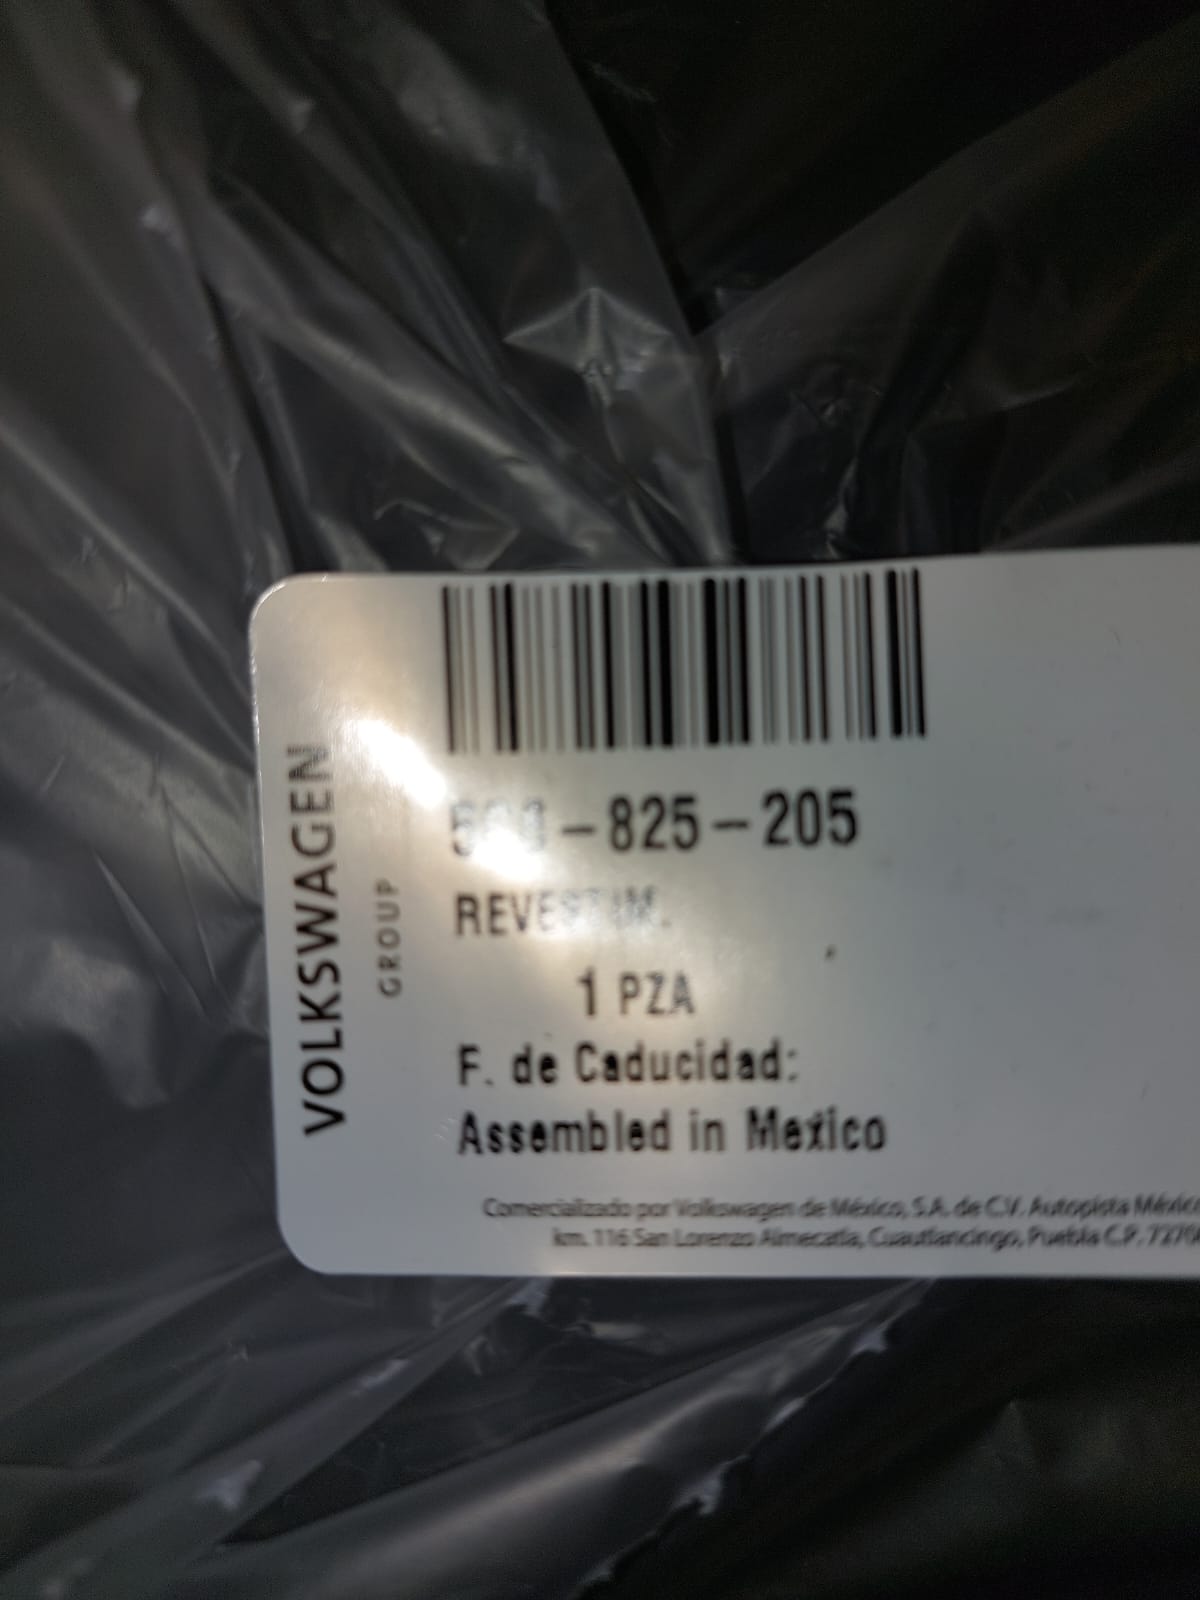 VOLKSWAGEN
GROUP
-825-205
1 PZA
F. de Caducidad:
Assembled in Mexico
Comercializado por Volkswagen de México, S.A. de C.V. Autopista
km. 116 San Lorenzo Almecatla, Cuautlancingo, Puebla C.P.